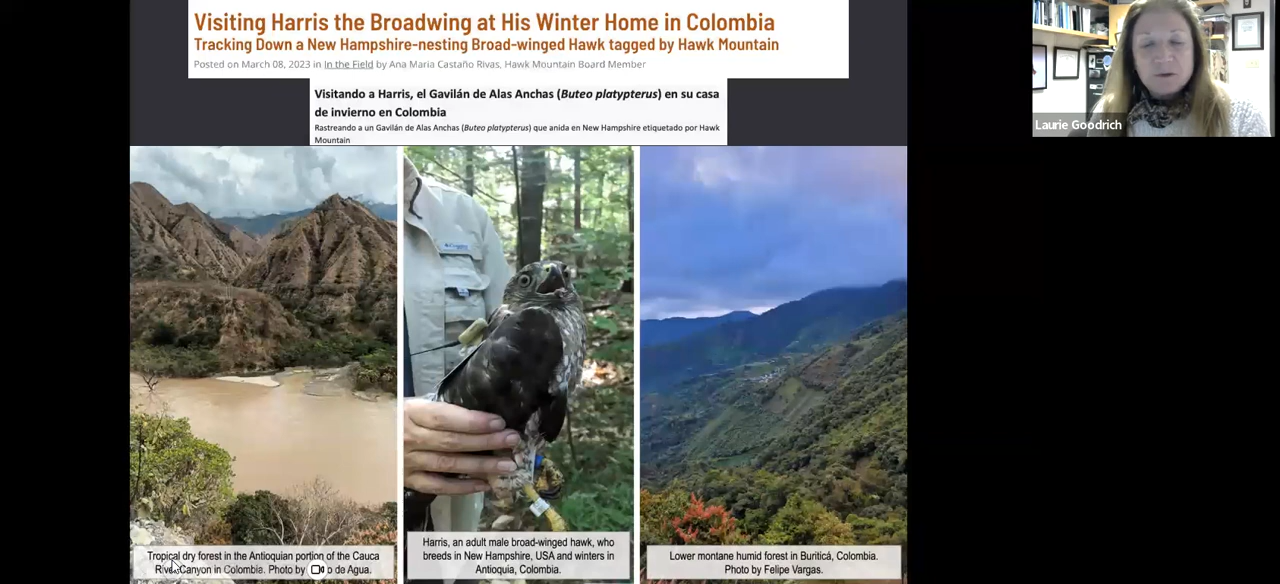 Visiting Harris the Broadwing at His Winter Home in Colombia
Tracking Down a New Hampshire-nesting Broad-winged Hawk tagged by Hawk Mountain
Posted on March 08, 2023 in In the Field by Ana Maria Castaño Rivas, Hawk Mountain Board Member
Visitando a Harris, el Gavilán de Alas Anchas (Buteo platypterus) en su casa
de invierno en Colombia
Rastreando a un Gavilán de Alas Anchas (Buteo platypterus) que anida en New Hampshire etiquetado por Hawk
Mountain
Laurie Goodrich
Columbia
Tropical dry forest in the Antioquian portion of the Cauca
River Canyon in Colombia. Photo by o de Agua.
Harris, an adult male broad-winged hawk, who
breeds in New Hampshire, USA and winters in
Antioquia, Colombia.
Lower montane humid forest in Buriticá, Colombia.
Photo by Felipe Vargas.